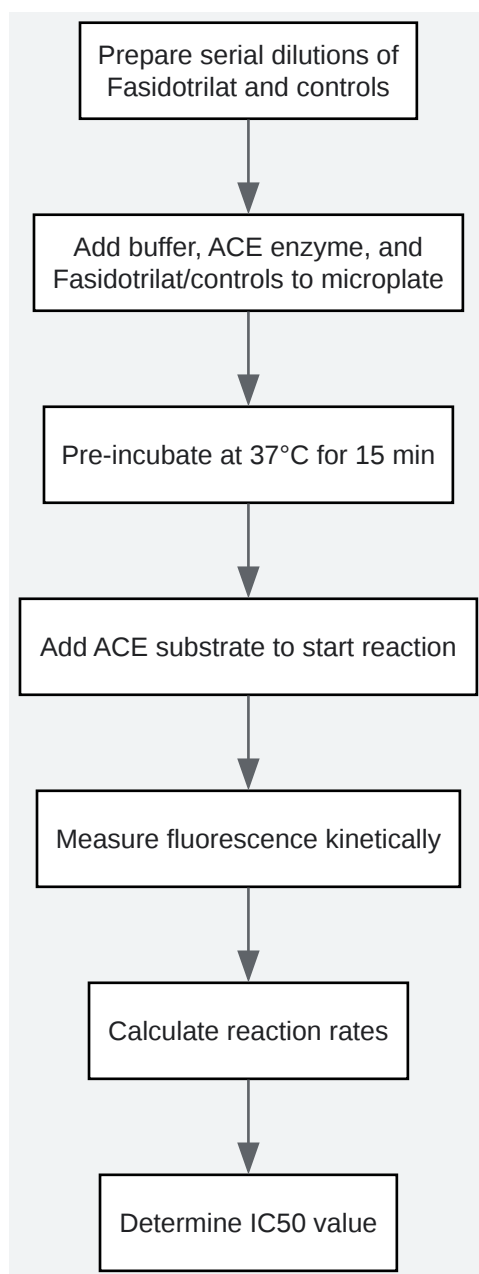 Prepare serial dilutions of
Fasidotrilat and controls
Add buffer, ACE enzyme, and
Fasidotrilat/controls to microplate
Pre-incubate at 37°C for 15 min
Add ACE substrate to start reaction
Measure fluorescence kinetically
Calculate reaction rates
Determine IC50 value